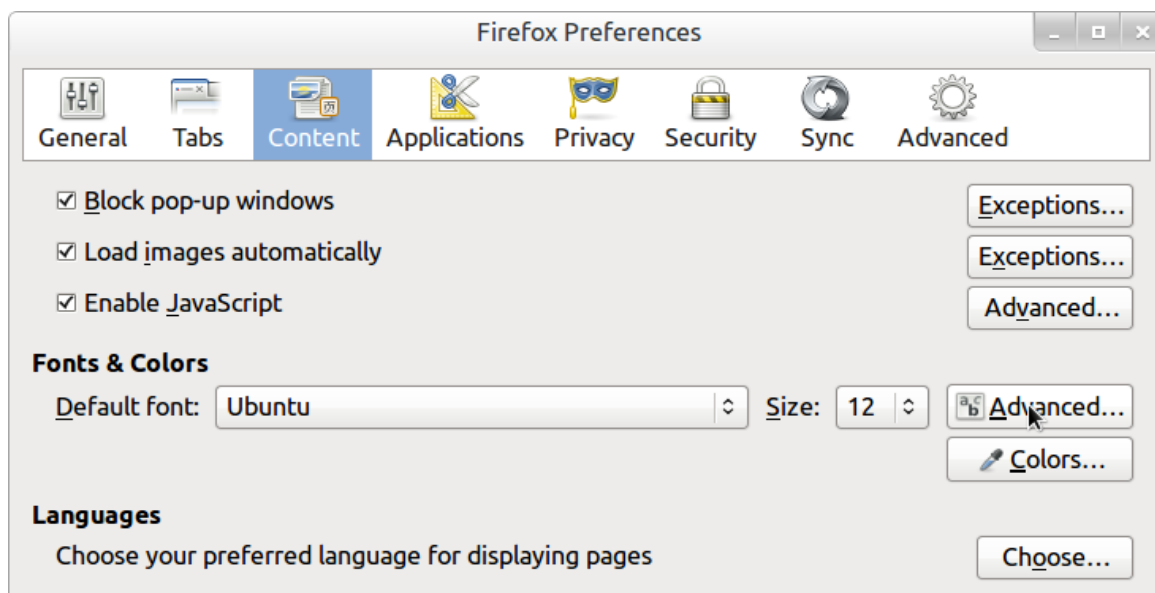 Firefox Preferences
General Tabs Content Applications Privacy Security Sync Advanced
Block pop-up windows Exceptions...
Load images automatically Exceptions...
Enable JavaScript Advanced...
Fonts & Colors
Default font: Ubuntu Size: 12 Advanced...
Colors...
Languages
Choose your preferred language for displaying pages Choose...